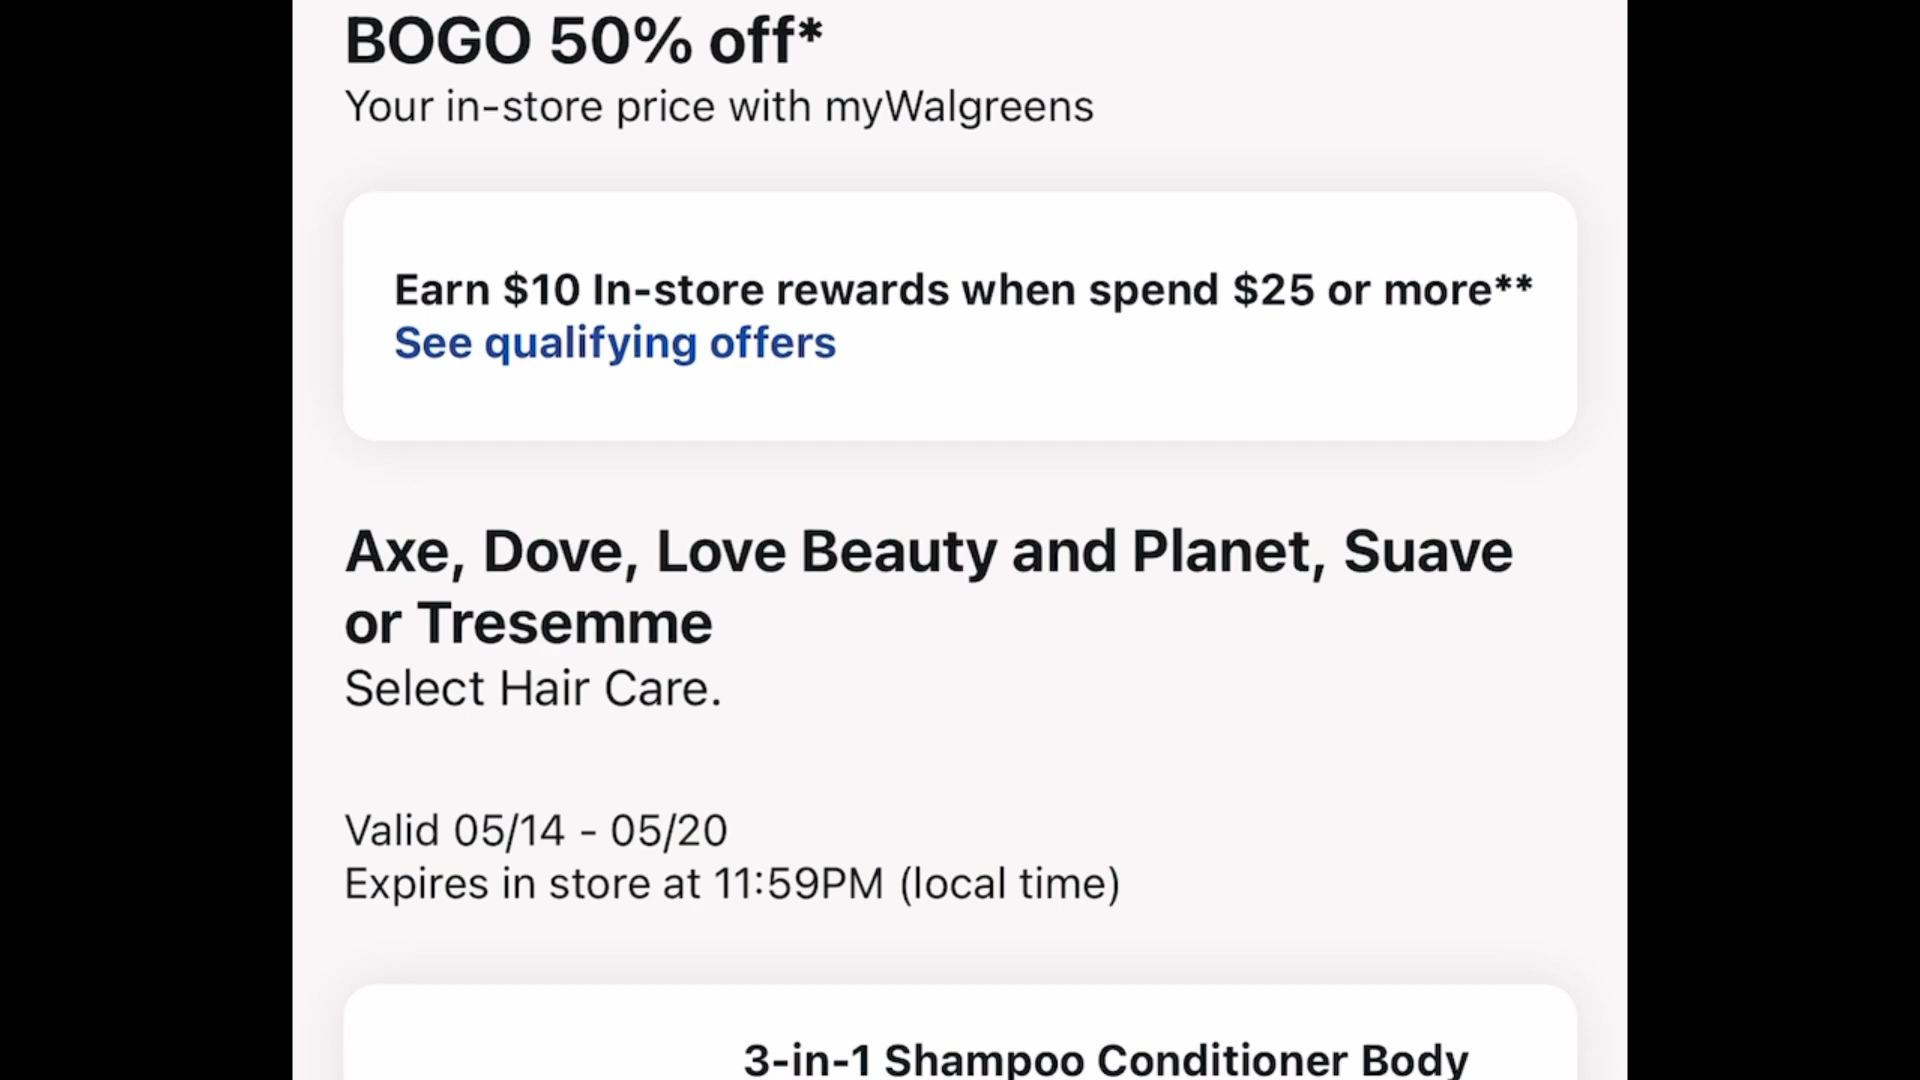 BOGO 50% off*
Your in-store price with myWalgreens
Earn $10 In-store rewards when spend $25 or more**
See qualifying offers
Axe, Dove, Love Beauty and Planet, Suave
or Tresemme
Select Hair Care.
Valid 05/14 - 05/20
Expires in store at 11:59PM (local time)
3-in-1 Shampoo Conditioner Body